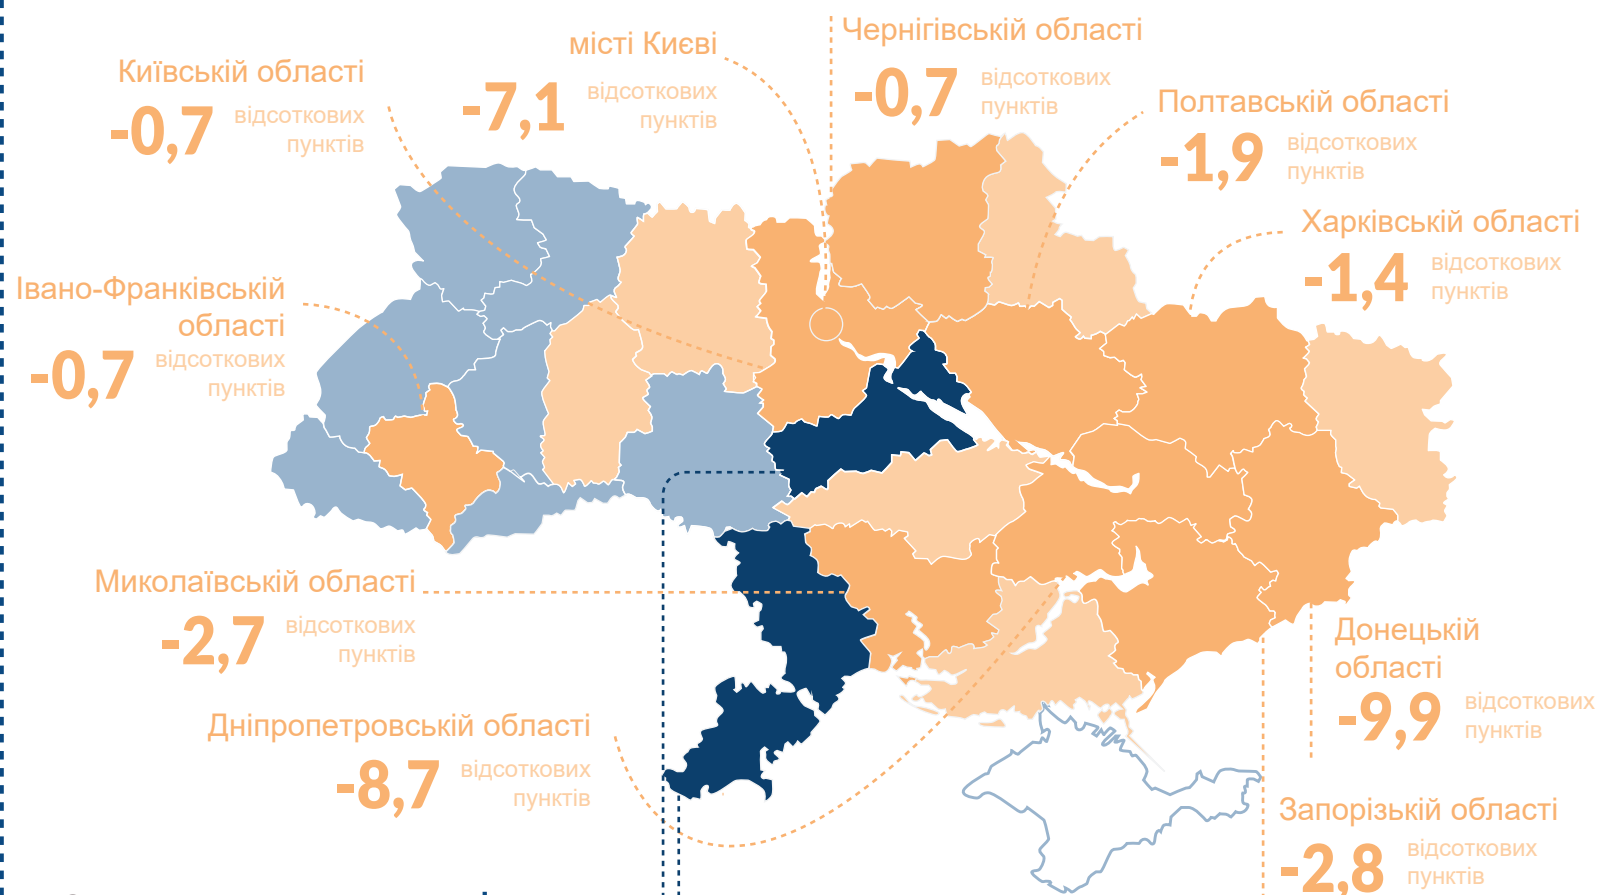 Чернігівській області
-0,7
відсоткових
пунктів
місті Києві
-7,1
відсоткових
пунктів
Київській області
-0,7
відсоткових
пунктів
Полтавській області
-1,9
відсоткових
пунктів
Харківській області
-1,4
відсоткових
пунктів
Івано-Франківській
області
-0,7
відсоткових
пунктів
Миколаївській області
-2,7
відсоткових
пунктів
Донецькій
області
-9,9
відсоткових
пунктів
Дніпропетровській області
-8,7
відсоткових
пунктів
Запорізькій області
-2,8
відсоткових
пунктів